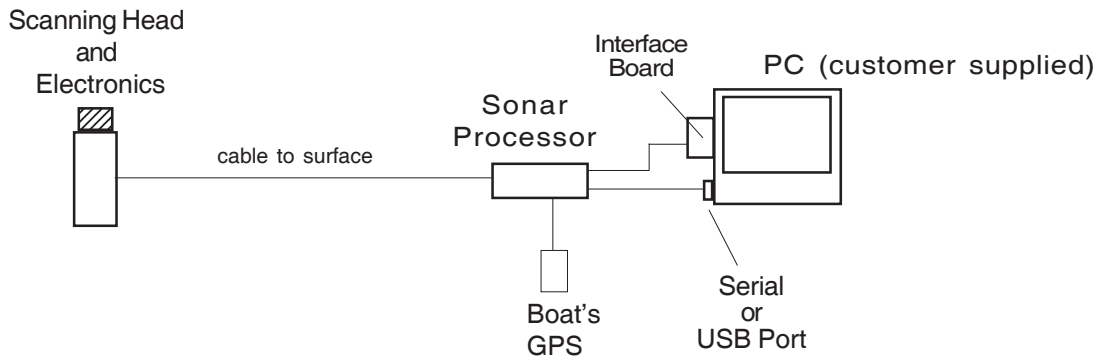 Scanning Head
and
Electronics
cable to surface
Sonar
Processor
Interface
Board
PC (customer supplied)
Boat's
GPS
Serial
or
USB Port